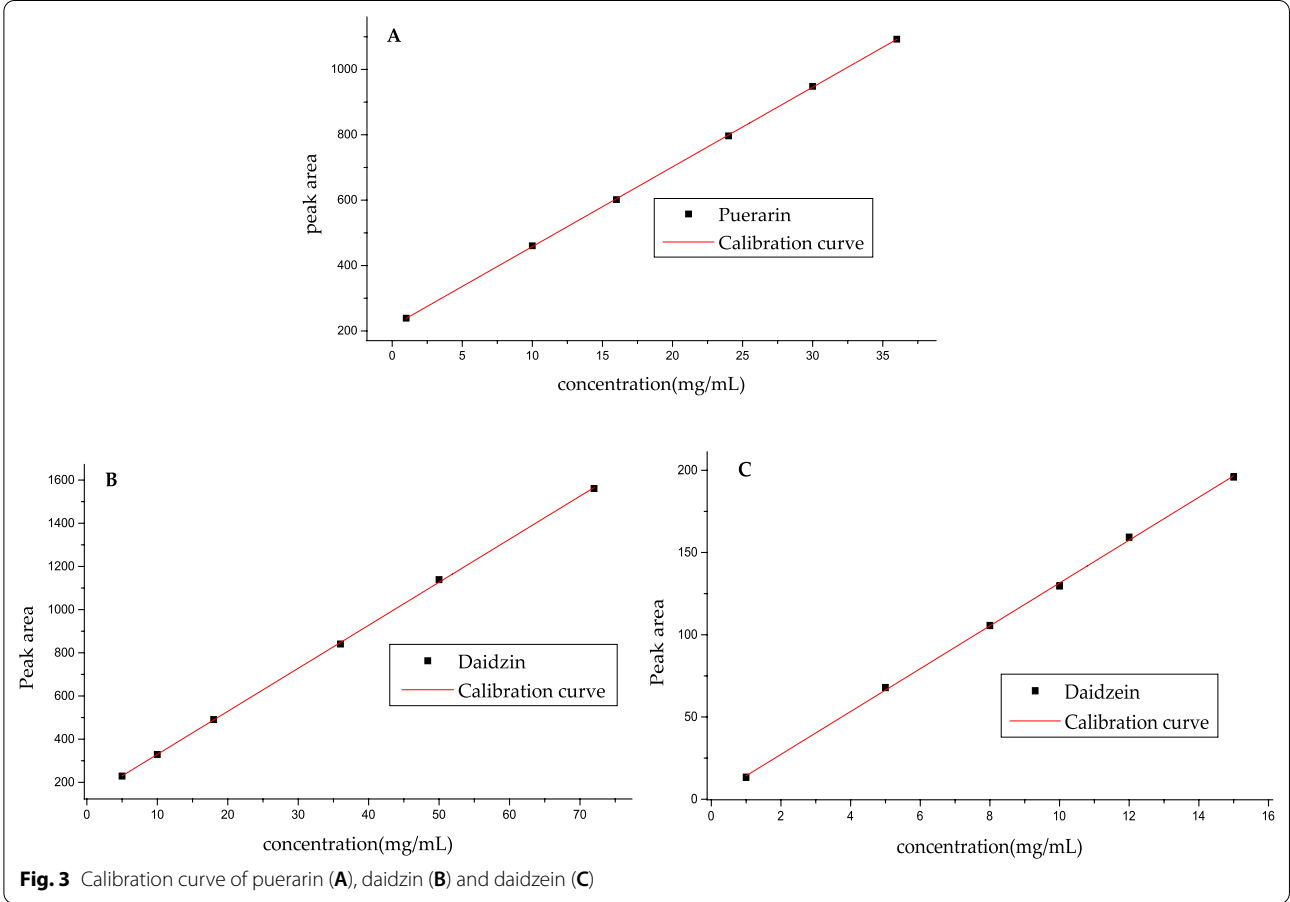 A
1000
800
600
400
200
peak area
Puerarin
Calibration curve
0 5 10 15 20 25 30 35
concentration(mg/mL)
B
1600
1400
1200
1000
800
600
400
200
Peak area
Daidzin
Calibration curve
0 10 20 30 40 50 60 70
concentration(mg/mL)
C
200
150
100
50
0
Peak area
Daidzein
Calibration curve
0 2 4 6 8 10 12 14 16
concentration(mg/mL)
Fig. 3 Calibration curve of puerarin (A), daidzin (B) and daidzein (C)